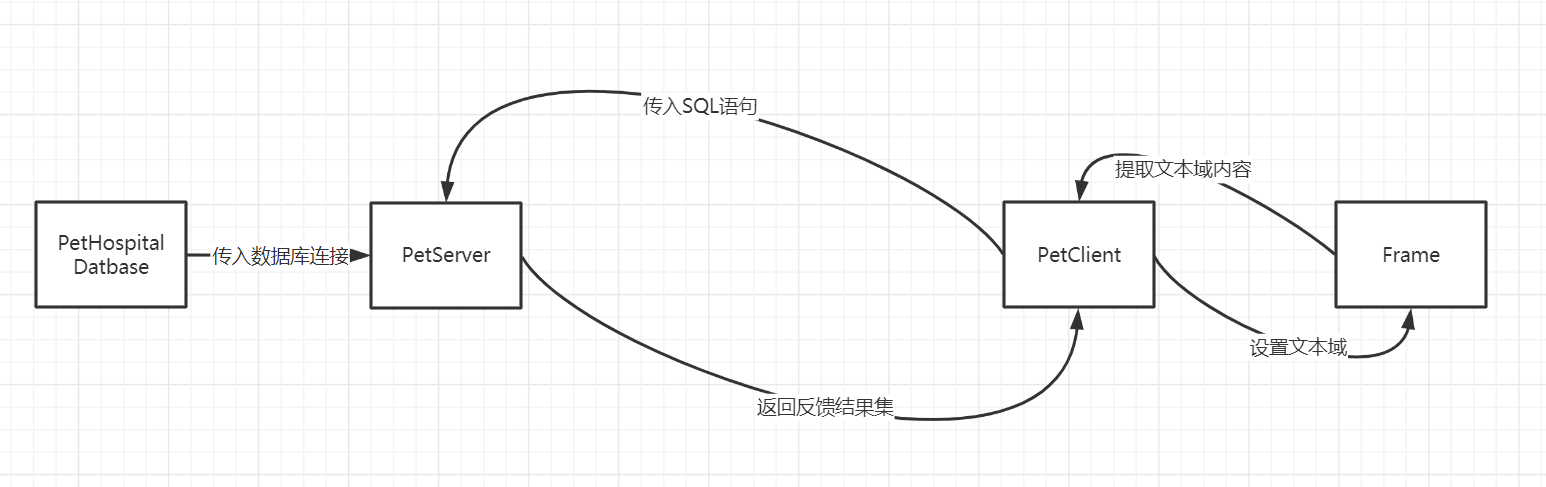 传入SQL语句
提取文本域内容
PetHospital
Datbase
传入数据库连接
PetServer
PetClient
Frame
设置文本域
返回反馈结果集